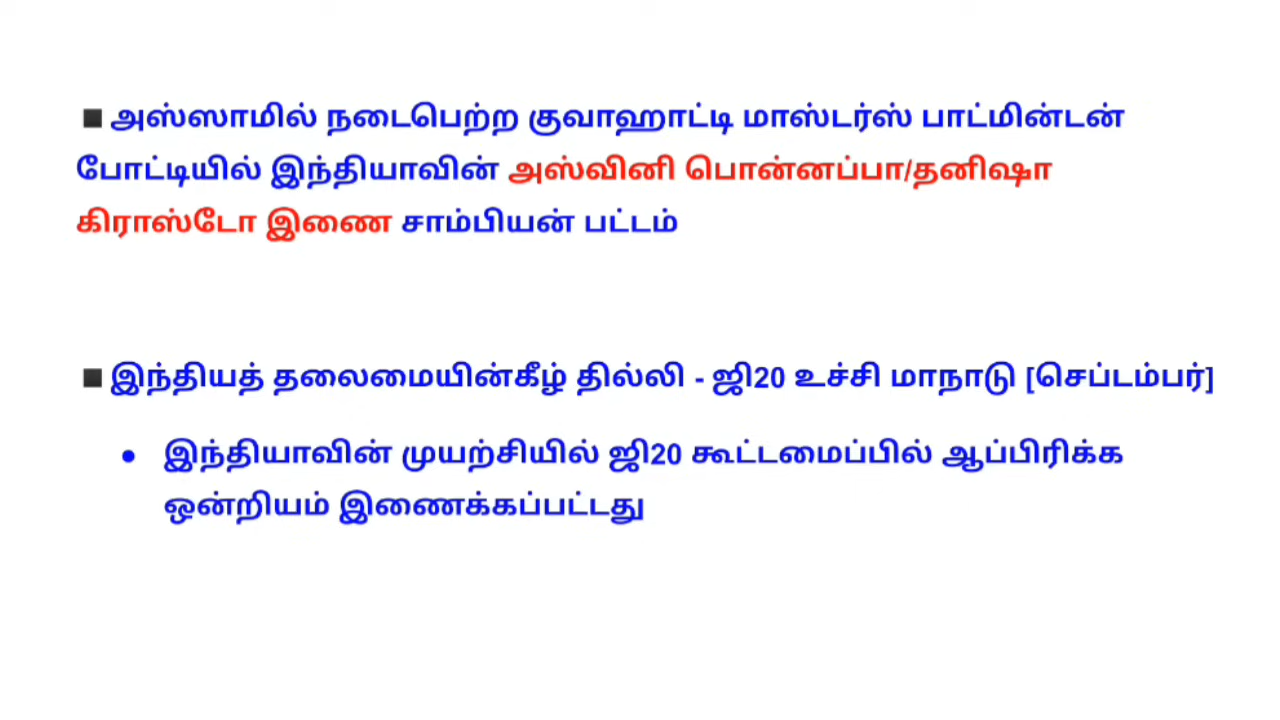 ◾அஸ்ஸாமில் நடைபெற்ற குவாஹாட்டி மாஸ்டர்ஸ் பாட்மின்டன்
போட்டியில் இந்தியாவின் அஸ்வினி பொன்னப்பா/தனிஷா
கிராஸ்டோ இணை சாம்பியன் பட்டம்
◾இந்தியத் தலைமையின்கீழ் தில்லி - ஜி20 உச்சி மாநாடு [செப்டம்பர்]
● இந்தியாவின் முயற்சியில் ஜி20 கூட்டமைப்பில் ஆப்பிரிக்க
ஒன்றியம் இணைக்கப்பட்டது